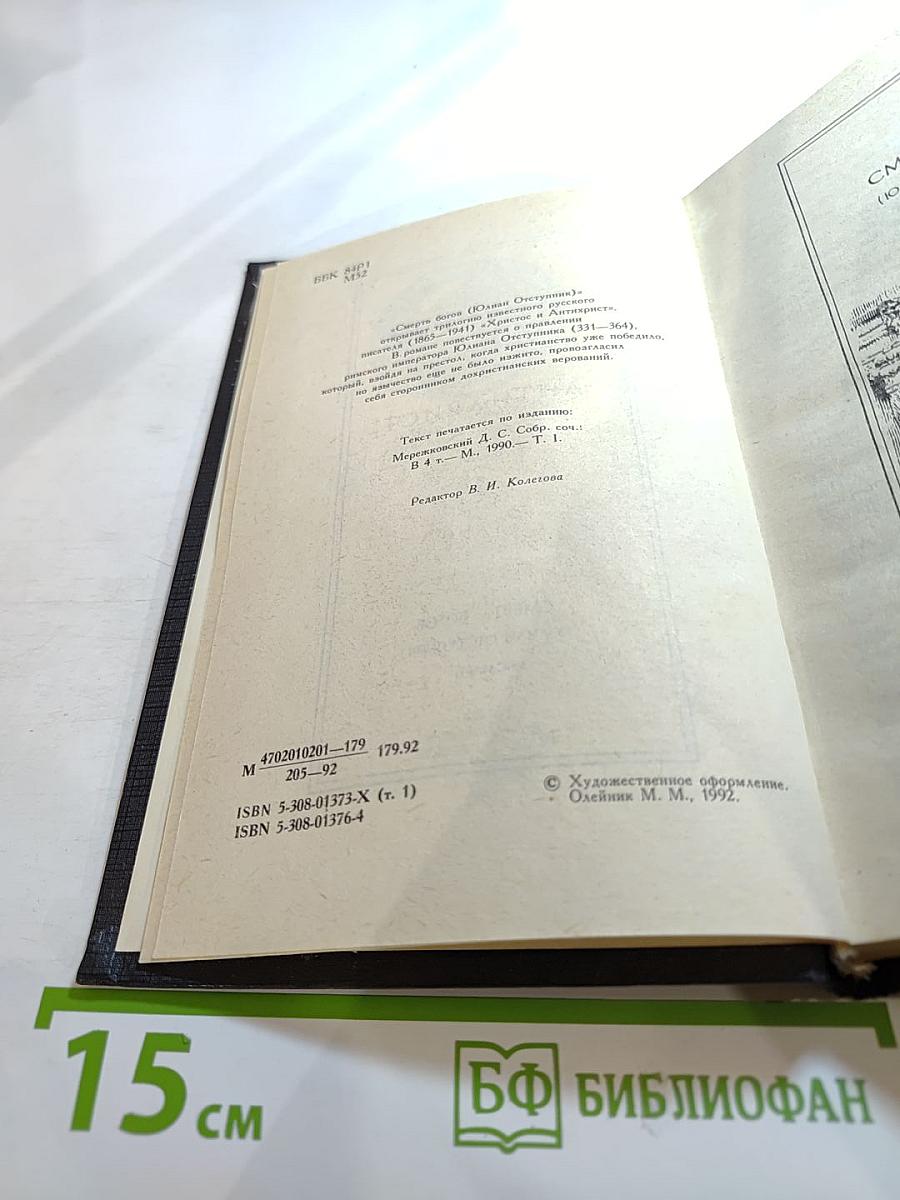 ББК 84Р1
М52
«Смерть богов (Юлиан Отступник)»
открывает трилогию известного русского
писателя (1865—1941) «Христос и Антихрист».
В романе повествуется о правлении
римского императора Юлиана Отступника (331—364),
который, взойдя на престол, когда христианство уже победило,
но язычество еще не было изжито, провозгласил
себя сторонником дохристианских верований.
Текст печатается по изданию:
Мережковский Д. С. Собр. соч.:
В 4 т.— М., 1990.— Т. 1.
Редактор В. И. Колегова
М 4702010201—179 179.92
205—92
ISBN 5-308-01373-X (т. 1)
ISBN 5-308-01376-4
© Художественное оформление.
Олейник М. М., 1992.
СМ
(Ю
15 см
БФ БИБЛИОФАН